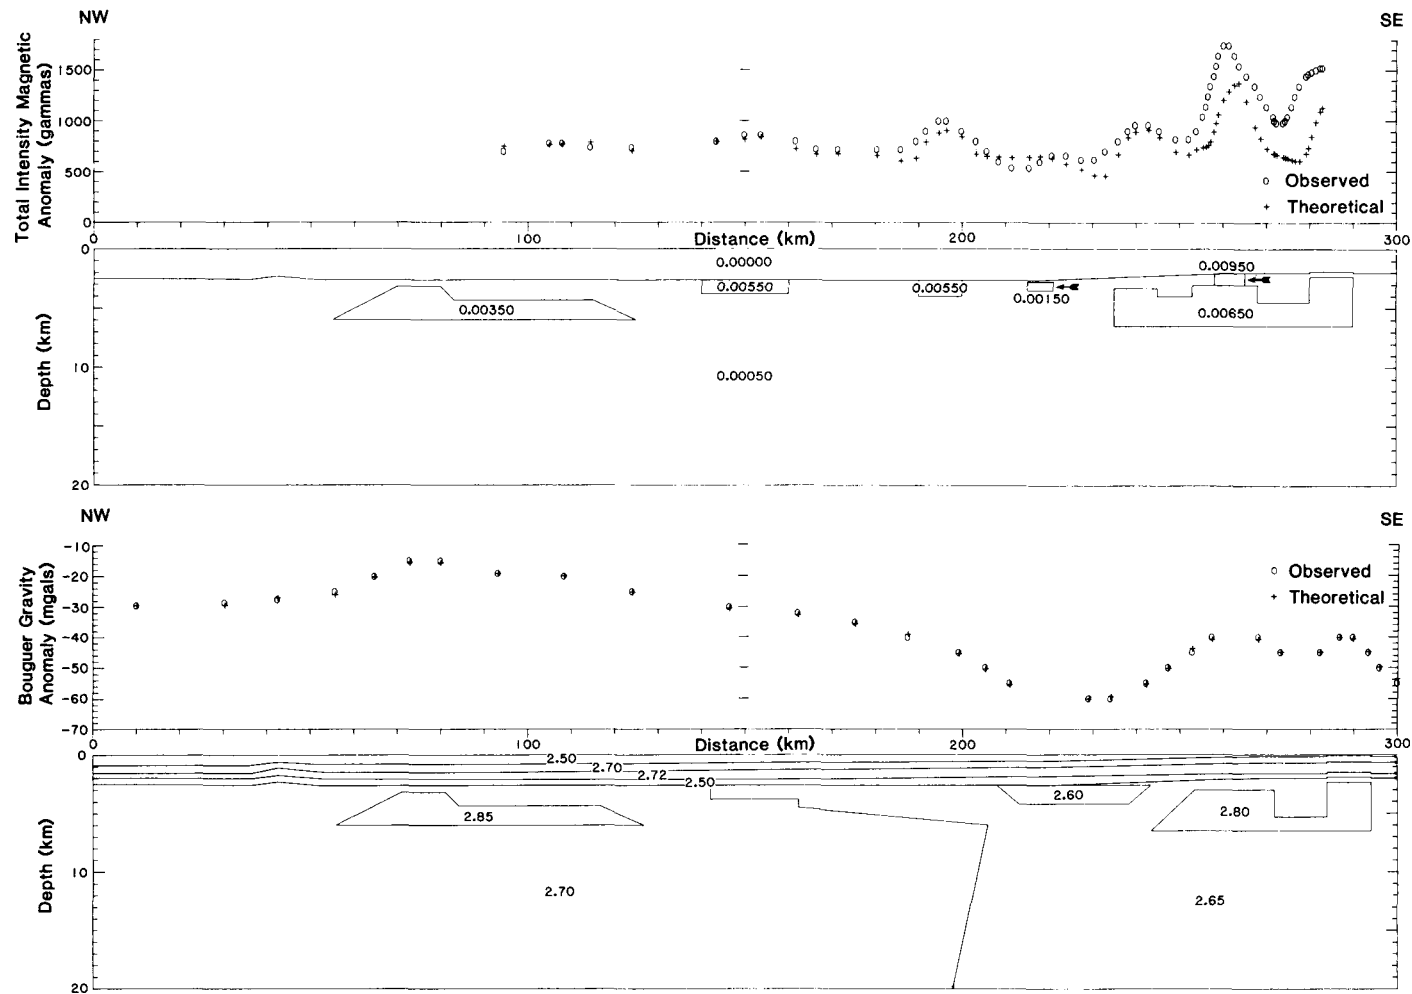 NW
SE
Total Intensity Magnetic
Anomaly (gammas)
1500
1000
500
0
O Observed
+ Theoretical
0
100
Distance (km)
200
300
Depth (km)
0
10
20
0.00000
0.00350
0.00550
0.00550
0.00150
0.00950
0.00650
0.00050
NW
SE
Bouguer Gravity
Anomaly (mgals)
-10
-20
-30
-40
-50
-60
-70
O Observed
+ Theoretical
0
100
Distance (km)
200
300
Depth (km)
0
10
20
2.50
2.70
2.72
2.50
2.85
2.60
2.80
2.70
2.65